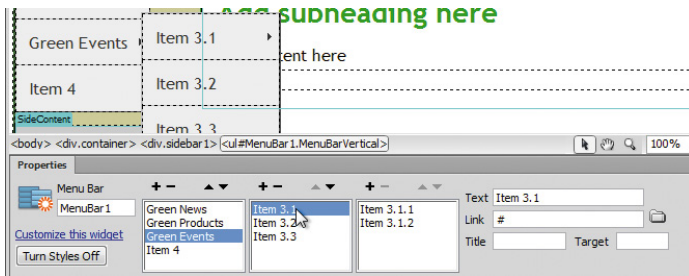 Add subheading here
Green Events
Item 3.1
tent here
Item 4
Item 3.2
SideContent
Item 3.3
<body> <div.container> <div.sidebar1> <ul#MenuBar1.MenuBarVertical>
100%
Properties
Menu Bar
MenuBar1
Customize this widget
Turn Styles Off
Green News
Green Products
Green Events
Item 4
Item 3.1
Item 3.2
Item 3.3
Item 3.1.1
Item 3.1.2
Text Item 3.1
Link #
Title Target